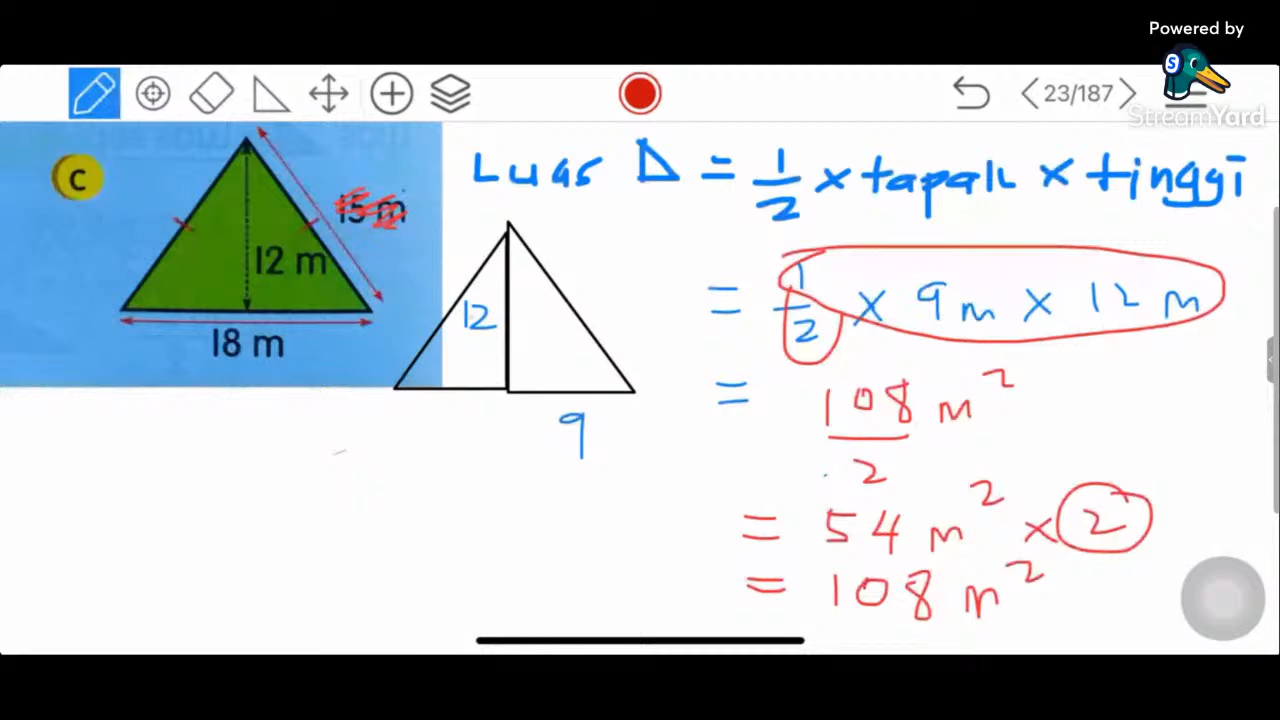 Powered by
S
StreamYard
23/187
C
15 m
12 m
18 m
Luas Δ = 1/2 × tapak × tinggi
12
9
= 1/2 × 9 m × 12 m
= 108 m²
2
= 54 m² × 2
= 108 m²